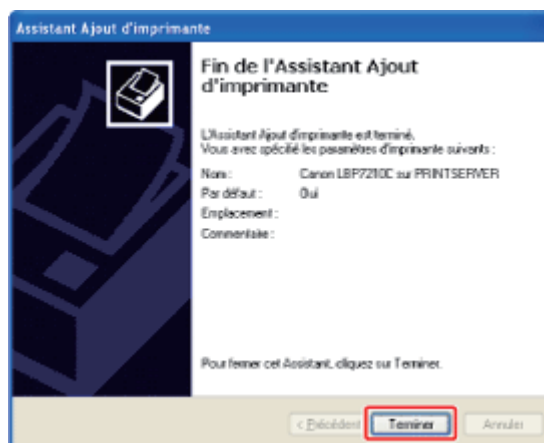 Assistant Ajout d'imprimante
Fin de l'Assistant Ajout
d'imprimante
L'Assistant Ajout d'imprimante est terminé.
Vous avez spécifié les paramètres d'imprimante suivants :
Nom : Canon LBP7210C sur PRINTSERVER
Par défaut : Oui
Emplacement :
Commentaire :
Pour fermer cet Assistant, cliquez sur Terminer.
< Précédent Terminer Annuler